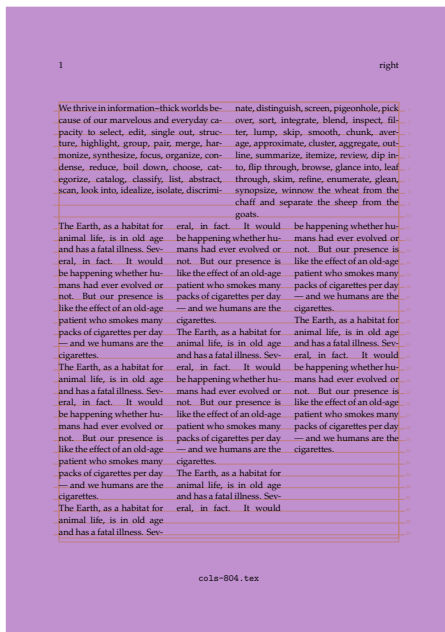 1
right
We thrive in information–thick worlds be-
cause of our marvelous and everyday ca-
pacity to select, edit, single out, struc-
ture, highlight, group, pair, merge, har-
monize, synthesize, focus, organize, con-
dense, reduce, boil down, choose, cat-
egorize, catalog, classify, list, abstract,
scan, look into, idealize, isolate, discrimi-
nate, distinguish, screen, pigeonhole, pick
over, sort, integrate, blend, inspect, fil-
ter, lump, skip, smooth, chunk, aver-
age, approximate, cluster, aggregate, out-
line, summarize, itemize, review, dip in-
to, flip through, browse, glance into, leaf
through, skim, refine, enumerate, glean,
synopsize, winnow the wheat from the
chaff and separate the sheep from the
goats.
The Earth, as a habitat for
animal life, is in old age
and has a fatal illness. Sev-
eral, in fact. It would
be happening whether hu-
mans had ever evolved or
not. But our presence is
like the effect of an old-age
patient who smokes many
packs of cigarettes per day
— and we humans are the
cigarettes.
The Earth, as a habitat for
animal life, is in old age
and has a fatal illness. Sev-
eral, in fact. It would
be happening whether hu-
mans had ever evolved or
not. But our presence is
like the effect of an old-age
patient who smokes many
packs of cigarettes per day
— and we humans are the
cigarettes.
The Earth, as a habitat for
animal life, is in old age
and has a fatal illness. Sev-
eral, in fact. It would
be happening whether hu-
mans had ever evolved or
not. But our presence is
like the effect of an old-age
patient who smokes many
packs of cigarettes per day
— and we humans are the
cigarettes.
The Earth, as a habitat for
animal life, is in old age
and has a fatal illness. Sev-
eral, in fact. It would
be happening whether hu-
mans had ever evolved or
not. But our presence is
like the effect of an old-age
patient who smokes many
packs of cigarettes per day
— and we humans are the
cigarettes.
The Earth, as a habitat for
animal life, is in old age
and has a fatal illness. Sev-
eral, in fact. It would
be happening whether hu-
mans had ever evolved or
not. But our presence is
like the effect of an old-age
patient who smokes many
packs of cigarettes per day
— and we humans are the
cigarettes.
The Earth, as a habitat for
animal life, is in old age
and has a fatal illness. Sev-
eral, in fact. It would
be happening whether hu-
mans had ever evolved or
not. But our presence is
like the effect of an old-age
patient who smokes many
packs of cigarettes per day
— and we humans are the
cigarettes.
cols-804.tex